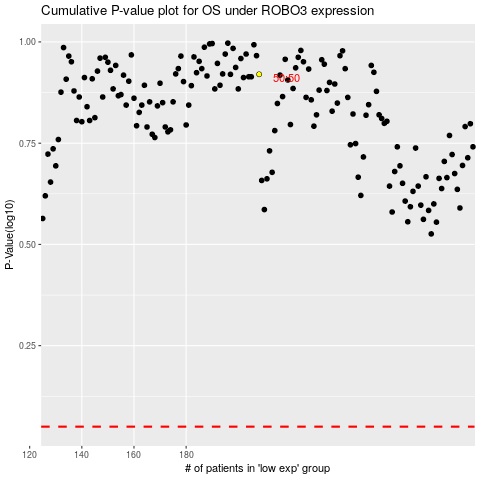 Cumulative P-value plot for OS under ROBO3 expression
P-Value(log10)
1.00
0.75
0.50
0.25
50:50
120 140 160 180
# of patients in 'low exp' group